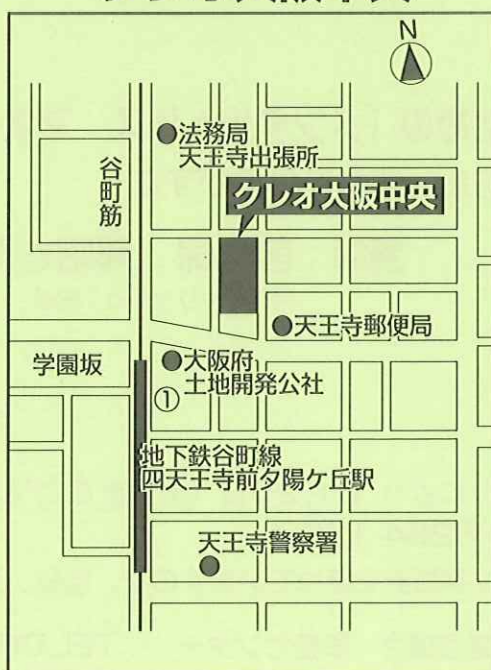 N
法務局
天王寺出張所
谷町筋
クレオ大阪中央
天王寺郵便局
学園坂
大阪府
土地開発公社
①
地下鉄谷町線
四天王寺前夕陽ケ丘駅
天王寺警察署